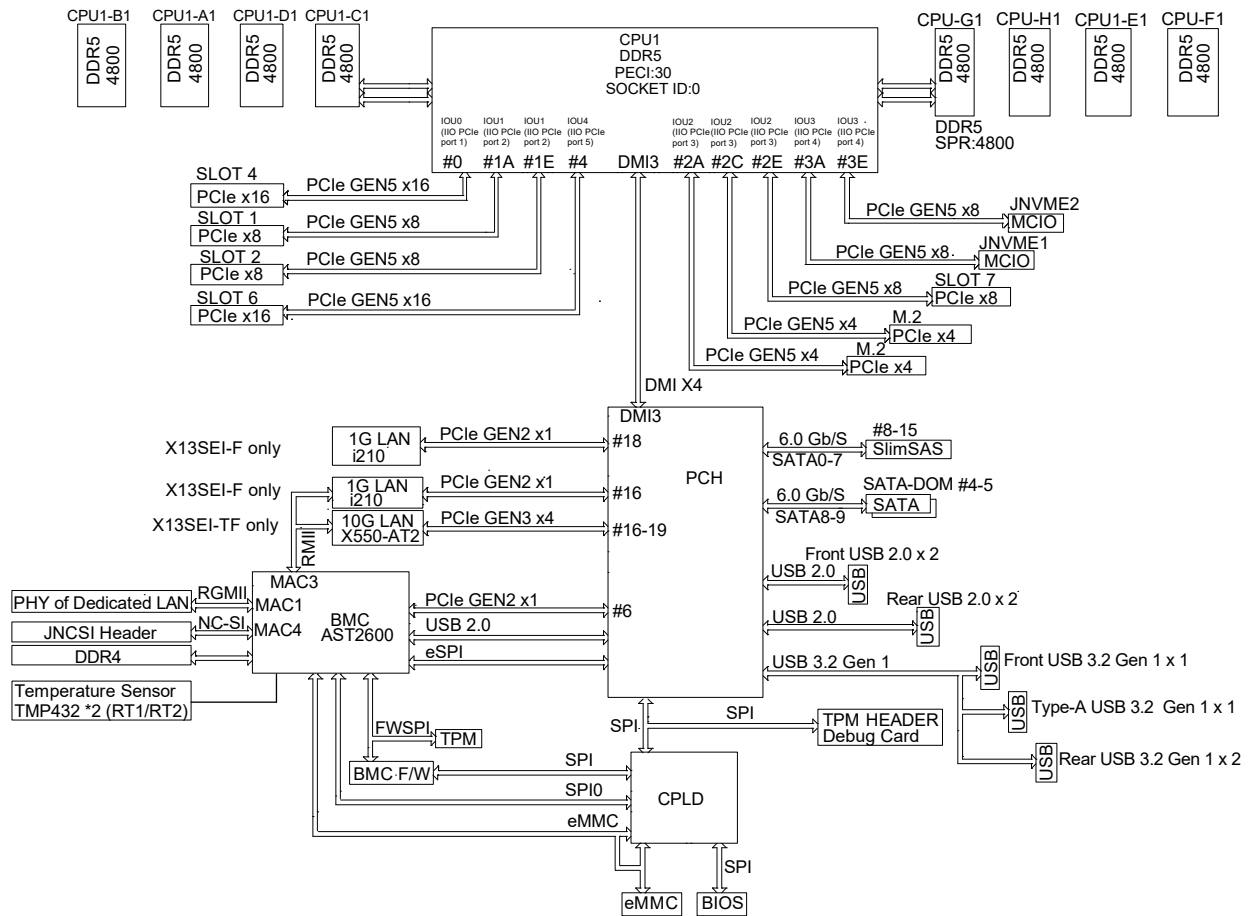 CPU1-B1
CPU1-A1
CPU1-D1
CPU1-C1
CPU-G1
CPU-H1
CPU1-E1
CPU-F1
DDR5
4800
DDR5
4800
DDR5
4800
DDR5
4800
DDR5
4800
DDR5
4800
DDR5
4800
DDR5
4800
DDR5
SPR:4800
CPU1
DDR5
PECI:30
SOCKET ID:0
IOU0
(IIO PCIe
port 1)
IOU1
(IIO PCIe
port 2)
IOU1
(IIO PCIe
port 2)
IOU4
(IIO PCIe
port 5)
IOU2
(IIO PCIe
port 3)
IOU2
(IIO PCIe
port 3)
IOU2
(IIO PCIe
port 3)
IOU3
(IIO PCIe
port 4)
IOU3
(IIO PCIe
port 4)
#0
#1A
#1E
#4
DMI3
#2A
#2C
#2E
#3A
#3E
SLOT 4
PCIe x16
PCIe GEN5 x16
SLOT 1
PCIe x8
PCIe GEN5 x8
SLOT 2
PCIe x8
PCIe GEN5 x8
SLOT 6
PCIe x16
PCIe GEN5 x16
PCIe GEN5 x8
JNVME2
MCIO
PCIe GEN5 x8
JNVME1
MCIO
PCIe GEN5 x8
SLOT 7
PCIe x8
PCIe GEN5 x4
M.2
PCIe x4
PCIe GEN5 x4
M.2
PCIe x4
DMI X4
DMI3
PCH
X13SEI-F only
1G LAN
i210
PCIe GEN2 x1
#18
X13SEI-F only
1G LAN
i210
PCIe GEN2 x1
#16
X13SEI-TF only
10G LAN
X550-AT2
PCIe GEN3 x4
#16-19
RMII
6.0 Gb/S
SATA0-7
#8-15
SlimSAS
6.0 Gb/S
SATA8-9
SATA-DOM #4-5
SATA
Front USB 2.0 x 2
USB 2.0
USB
Rear USB 2.0 x 2
USB 2.0
USB
USB 3.2 Gen 1
USB
Front USB 3.2 Gen 1 x 1
USB
Type-A USB 3.2 Gen 1 x 1
USB
Rear USB 3.2 Gen 1 x 2
MAC3
MAC1
MAC4
BMC
AST2600
PHY of Dedicated LAN
RGMII
JNCSI Header
NC-SI
DDR4
Temperature Sensor
TMP432 *2 (RT1/RT2)
PCIe GEN2 x1
#6
USB 2.0
eSPI
FWSPI
TPM
BMC F/W
SPI
SPI0
eMMC
SPI
SPI
TPM HEADER
Debug Card
CPLD
SPI
eMMC
BIOS